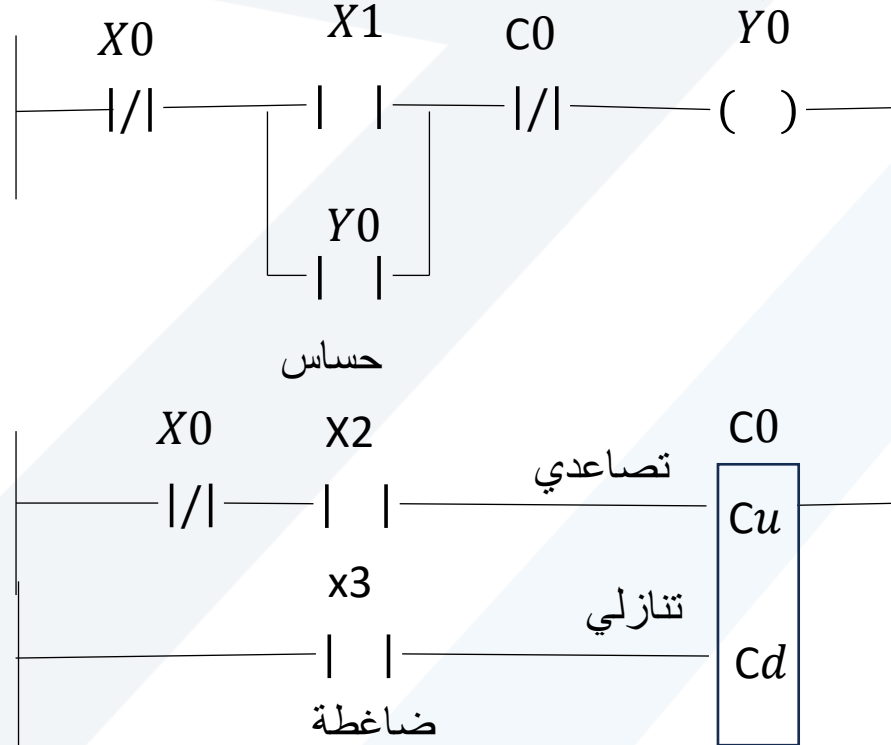 X0 X1 C0 Y0
|/| | | |/| ( )
Y0
| |
حساس
X0 X2 تصاعدي C0
|/| | | Cu
x3 تنازلي
| | Cd
ضاغطة